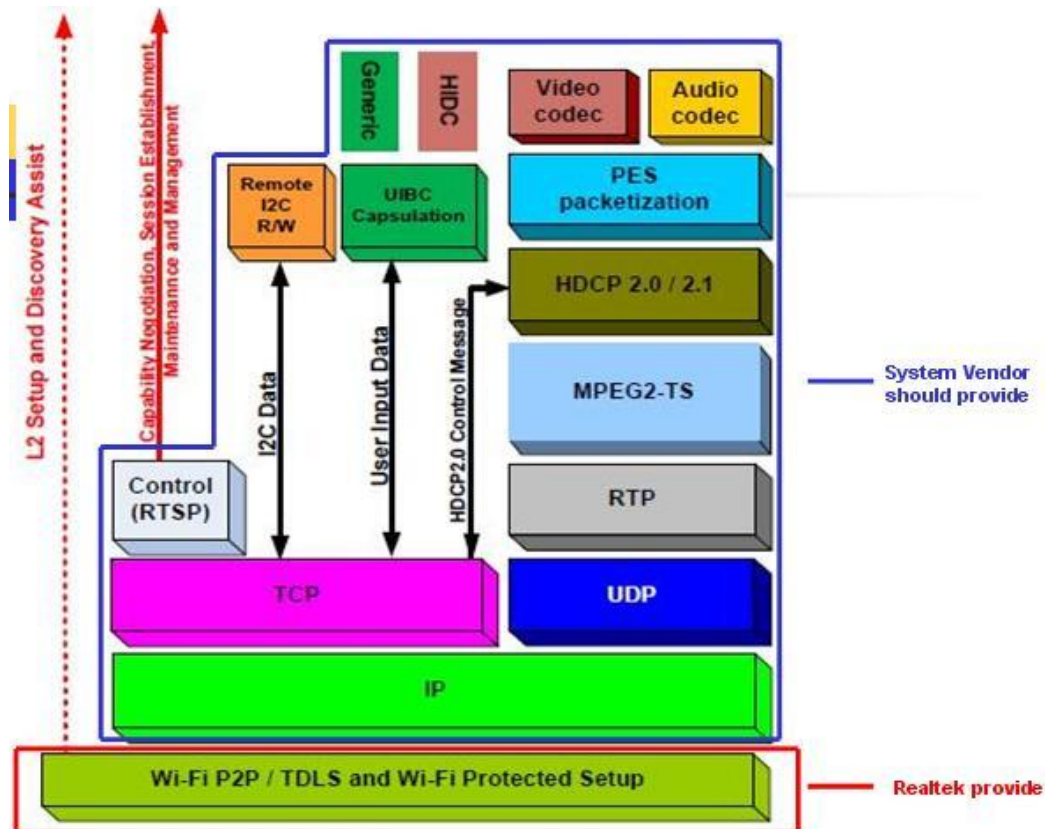 L2 Setup and Discovery Assist
Capability Negotiation, Session Establishment,
Maintenannce and Management
Generic
HIDC
Video
codec
Audio
codec
Remote
I2C
R/W
UIBC
Capsulation
PES
packetization
HDCP 2.0 / 2.1
I2C Data
User Input Data
HDCP2.0 Control Message
MPEG2-TS
System Vendor
should provide
Control
(RTSP)
RTP
TCP
UDP
IP
Wi-Fi P2P / TDLS and Wi-Fi Protected Setup
Realtek provide